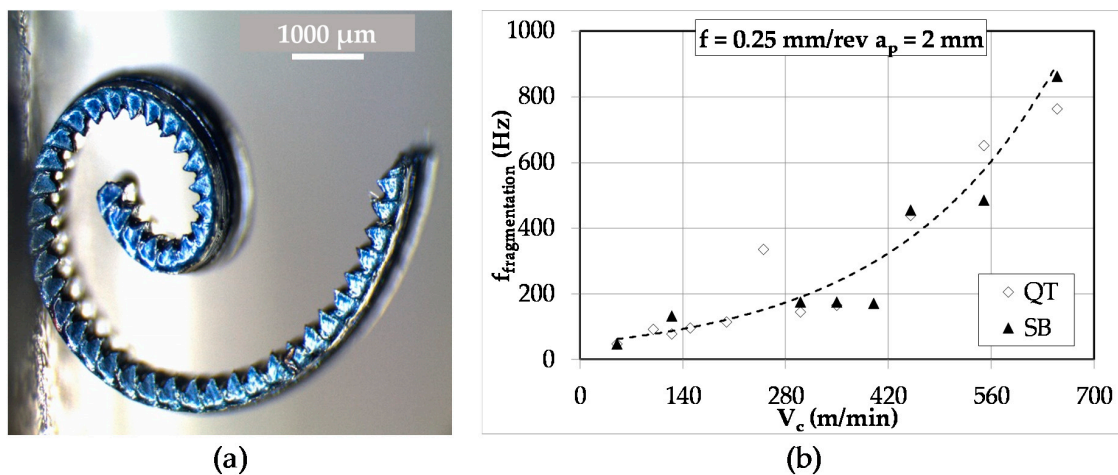 1000 µm
(a)
f = 0.25 mm/rev a_p = 2 mm
f_fragmentation (Hz)
1000
800
600
400
200
0
QT
SB
0 140 280 420 560 700
V_c (m/min)
(b)